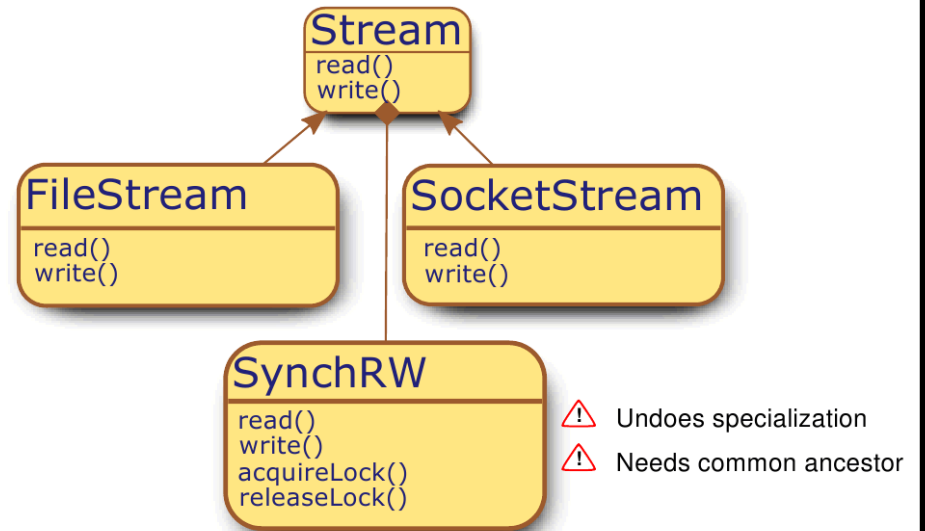 Stream
read()
write()
FileStream
read()
write()
SocketStream
read()
write()
SynchRW
read()
write()
acquireLock()
releaseLock()
! Undoes specialization
! Needs common ancestor